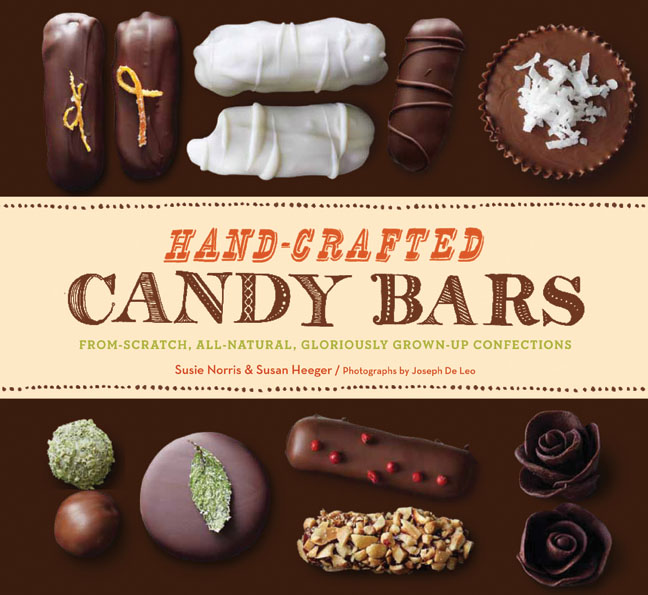 HAND-CRAFTED
CANDY BARS
FROM-SCRATCH, ALL-NATURAL, GLORIOUSLY GROWN-UP CONFECTIONS
Susie Norris & Susan Heeger / Photographs by Joseph De Leo